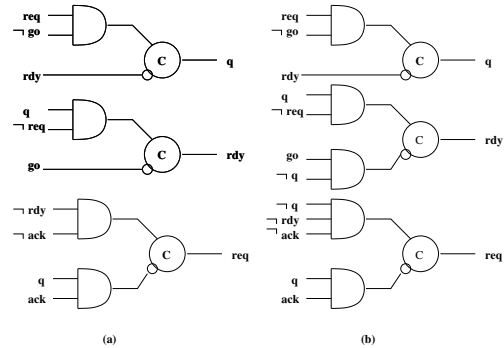 req
¬ go
C
q
rdy
q
¬ req
C
rdy
go
¬ rdy
¬ ack
C
req
q
ack
(a)
req
¬ go
C
q
rdy
q
¬ req
C
rdy
go
¬ q
¬ q
¬ rdy
¬ ack
C
req
q
ack
(b)